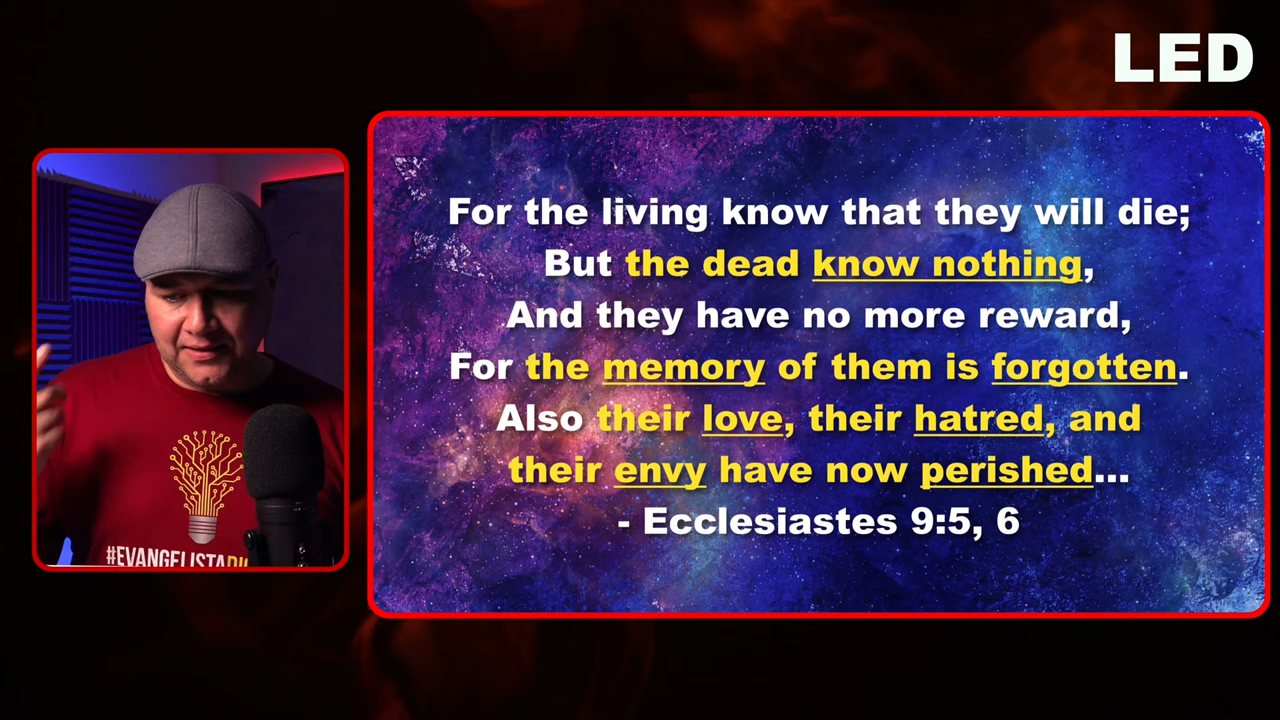 LED
For the living know that they will die;
But the dead know nothing,
And they have no more reward,
For the memory of them is forgotten.
Also their love, their hatred, and
their envy have now perished...
- Ecclesiastes 9:5, 6